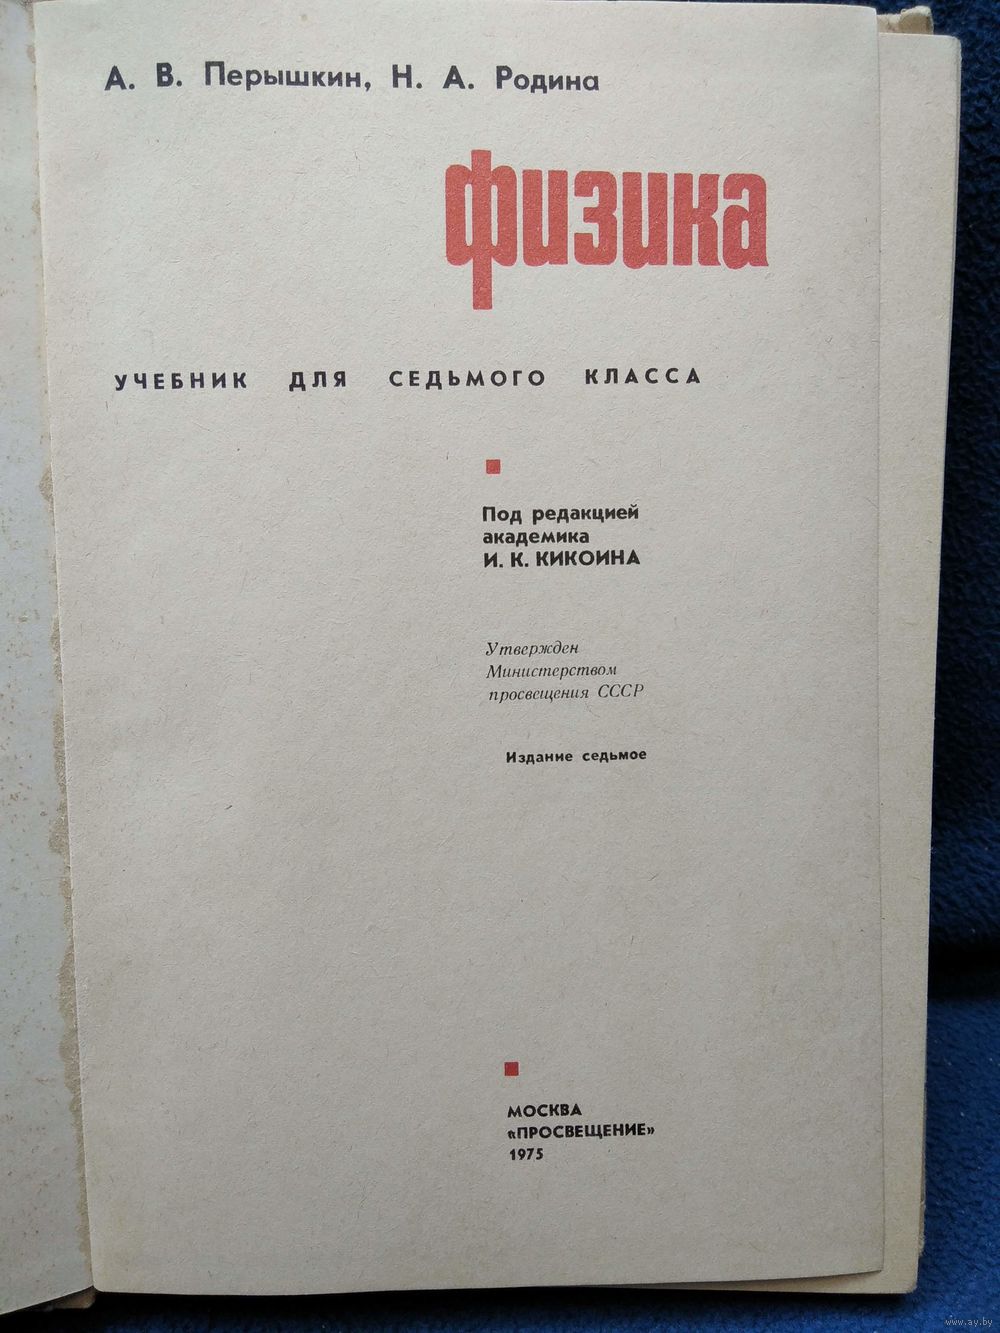 А. В. Перышкин, Н. А. Родина
физика
УЧЕБНИК ДЛЯ СЕДЬМОГО КЛАССА
Под редакцией
академика
И. К. КИКОИНА
Утвержден
Министерством
просвещения СССР
Издание седьмое
МОСКВА
«ПРОСВЕЩЕНИЕ»
1975
www.ay.by